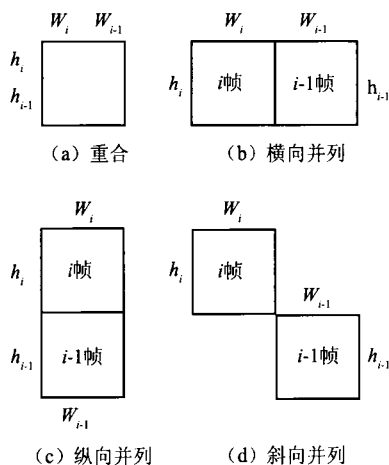 W_i W_{i-1}
h_i
h_{i-1}
(a) 重合
W_i W_{i-1}
h_i i帧 i-1帧 h_{i-1}
(b) 横向并列
W_i
h_i i帧
h_{i-1} i-1帧
W_{i-1}
(c) 纵向并列
W_i
h_i i帧
W_{i-1}
i-1帧 h_{i-1}
(d) 斜向并列